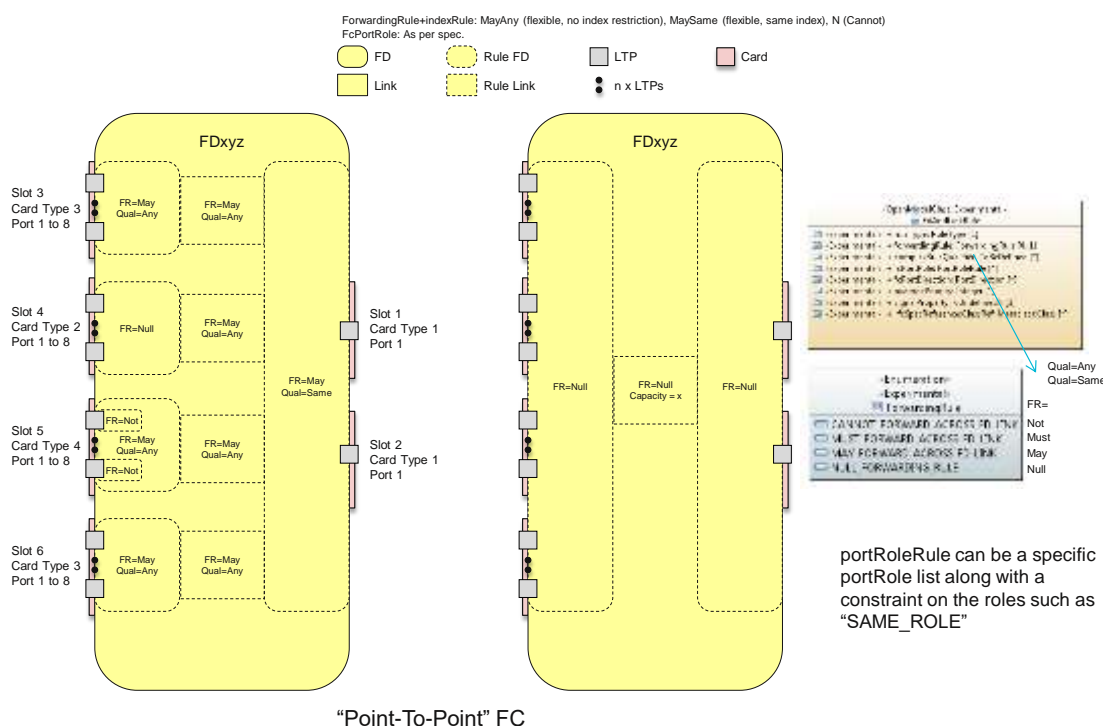 ForwardingRule+indexRule: MayAny (flexible, no index restriction), MaySame (flexible, same index), N (Cannot)
FcPortRole: As per spec.
FD
Rule FD
LTP
Card
Link
Rule Link
n x LTPs
FDxyz
Slot 3
Card Type 3
Port 1 to 8
FR=May
Qual=Any
FR=May
Qual=Any
Slot 4
Card Type 2
Port 1 to 8
FR=Null
FR=May
Qual=Any
Slot 5
Card Type 4
Port 1 to 8
FR=Not
FR=May
Qual=Any
FR=Not
FR=May
Qual=Any
Slot 6
Card Type 3
Port 1 to 8
FR=May
Qual=Any
FR=May
Qual=Any
FR=May
Qual=Same
Slot 1
Card Type 1
Port 1
Slot 2
Card Type 1
Port 1
FDxyz
FR=Null
FR=Null
Capacity = x
FR=Null
Qual=Any
Qual=Same
FR=
Not
Must
May
Null
ForwardingRule
CANNOT FORWARD ACROSS FD LINK
MUST FORWARD ACROSS FD LINK
MAY FORWARD ACROSS FD LINK
NULL FORWARDING RULE
portRoleRule can be a specific
portRole list along with a
constraint on the roles such as
“SAME_ROLE”
“Point-To-Point” FC